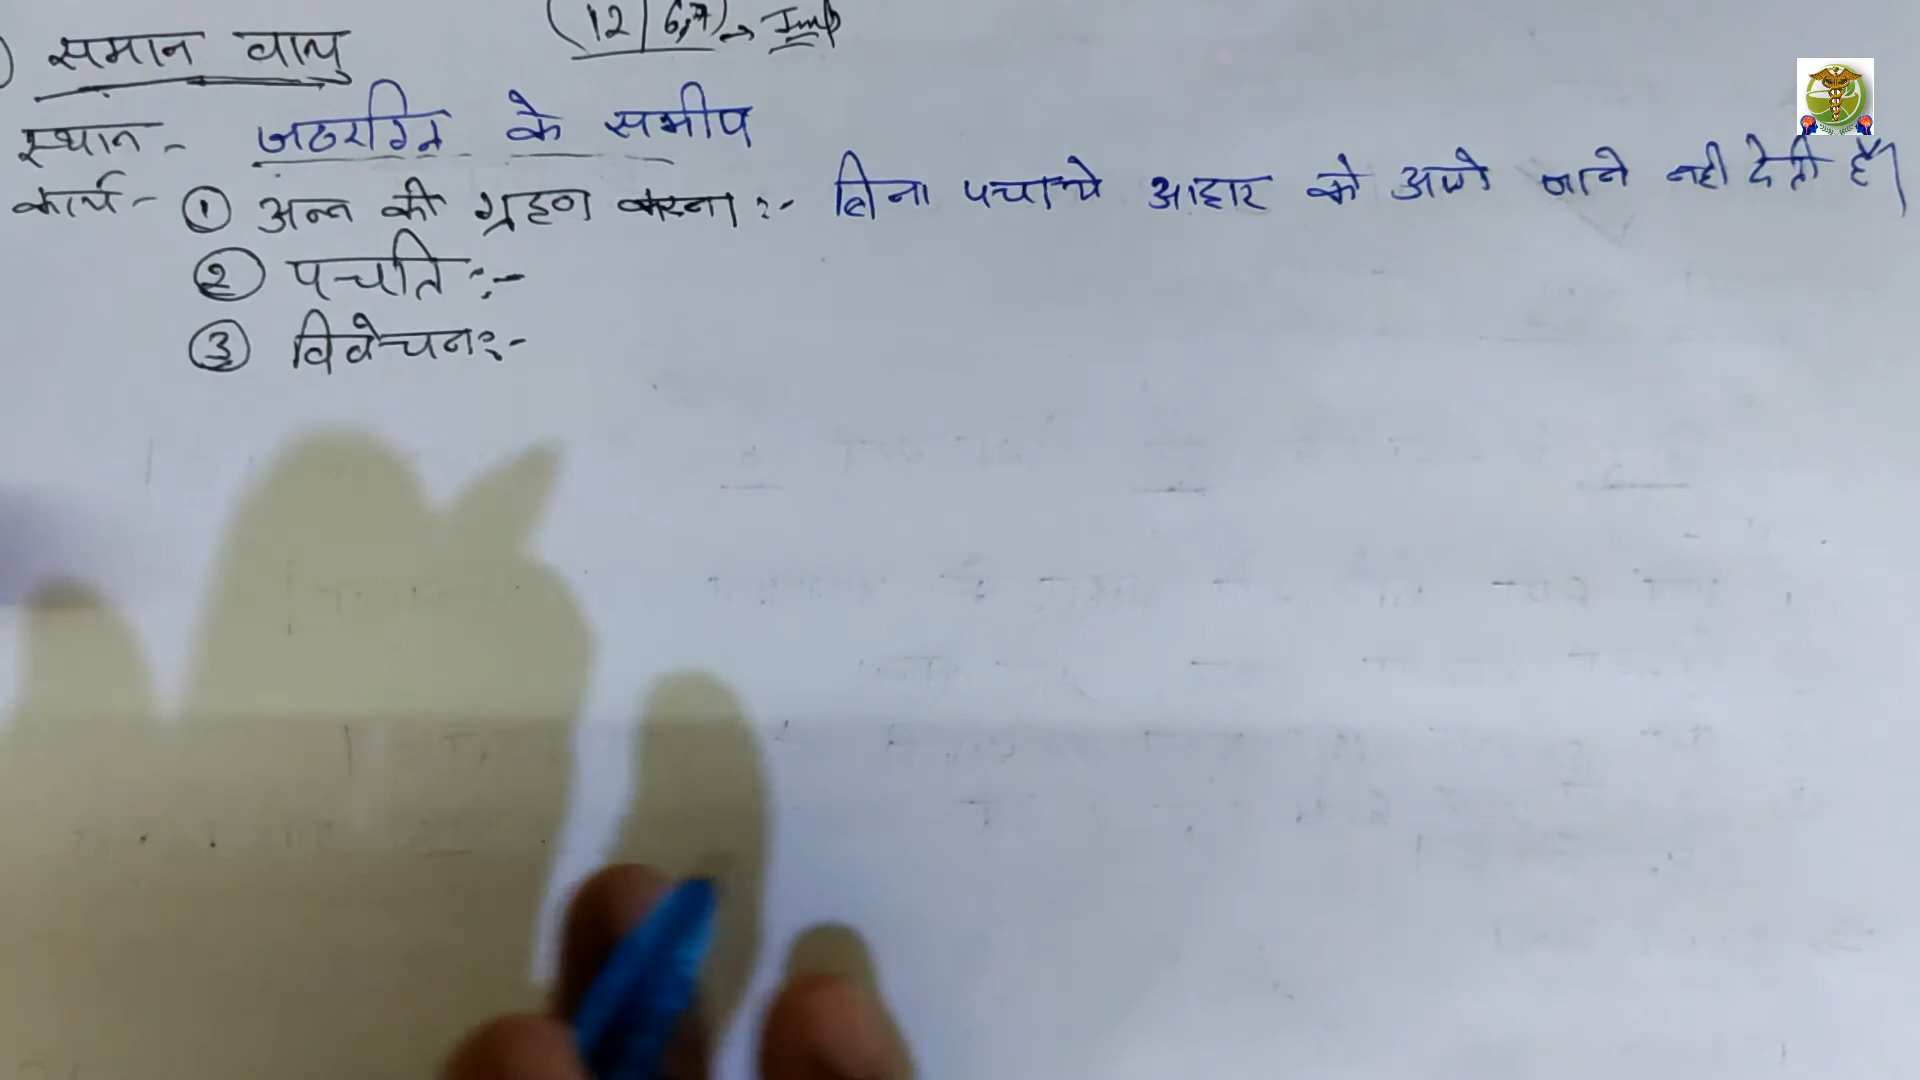 समान वायु (12/6,7) → Imp
स्थान - जठराग्नि के समीप
कार्य - ① अन्न को ग्रहण करना :- बिना पचाये आहार को आगे जाने नही देती है।
② पचति :-
③ विवेचन :-